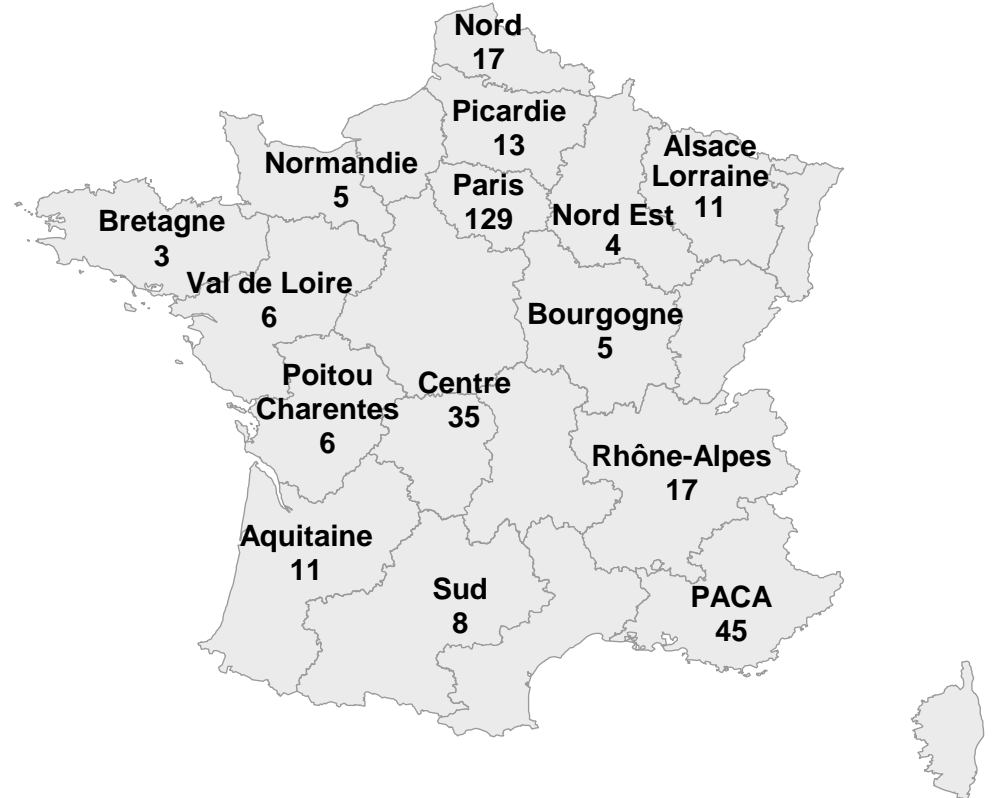 Nord
17
Picardie
13
Normandie
5
Paris
129
Alsace
Lorraine
11
Nord Est
4
Bretagne
3
Val de Loire
6
Bourgogne
5
Poitou
Charentes
6
Centre
35
Rhône-Alpes
17
Aquitaine
11
Sud
8
PACA
45